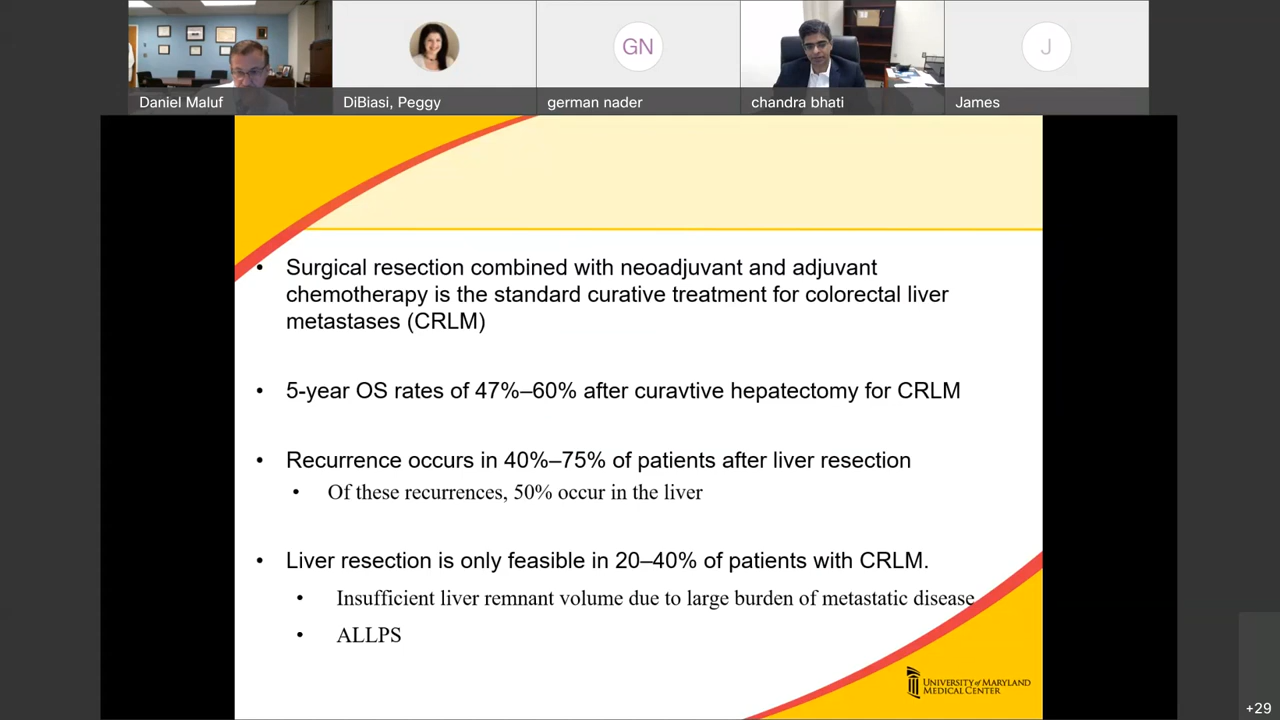 Daniel Maluf
DiBiasi, Peggy
GN
german nader
chandra bhati
J
James
• Surgical resection combined with neoadjuvant and adjuvant
chemotherapy is the standard curative treatment for colorectal liver
metastases (CRLM)
• 5-year OS rates of 47%–60% after curavtive hepatectomy for CRLM
• Recurrence occurs in 40%–75% of patients after liver resection
• Of these recurrences, 50% occur in the liver
• Liver resection is only feasible in 20–40% of patients with CRLM.
• Insufficient liver remnant volume due to large burden of metastatic disease
• ALLPS
UNIVERSITY of MARYLAND
MEDICAL CENTER
+29